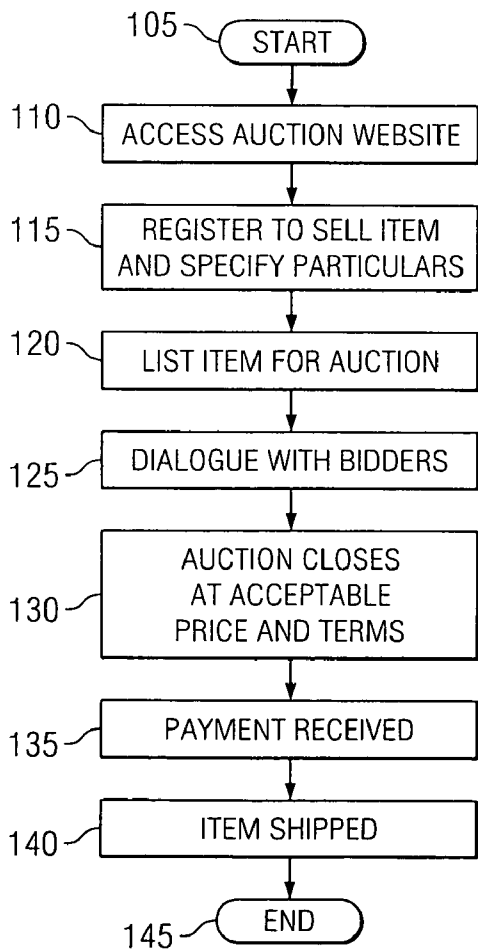 105
START
110
ACCESS AUCTION WEBSITE
115
REGISTER TO SELL ITEM
AND SPECIFY PARTICULARS
120
LIST ITEM FOR AUCTION
125
DIALOGUE WITH BIDDERS
130
AUCTION CLOSES
AT ACCEPTABLE
PRICE AND TERMS
135
PAYMENT RECEIVED
140
ITEM SHIPPED
145
END